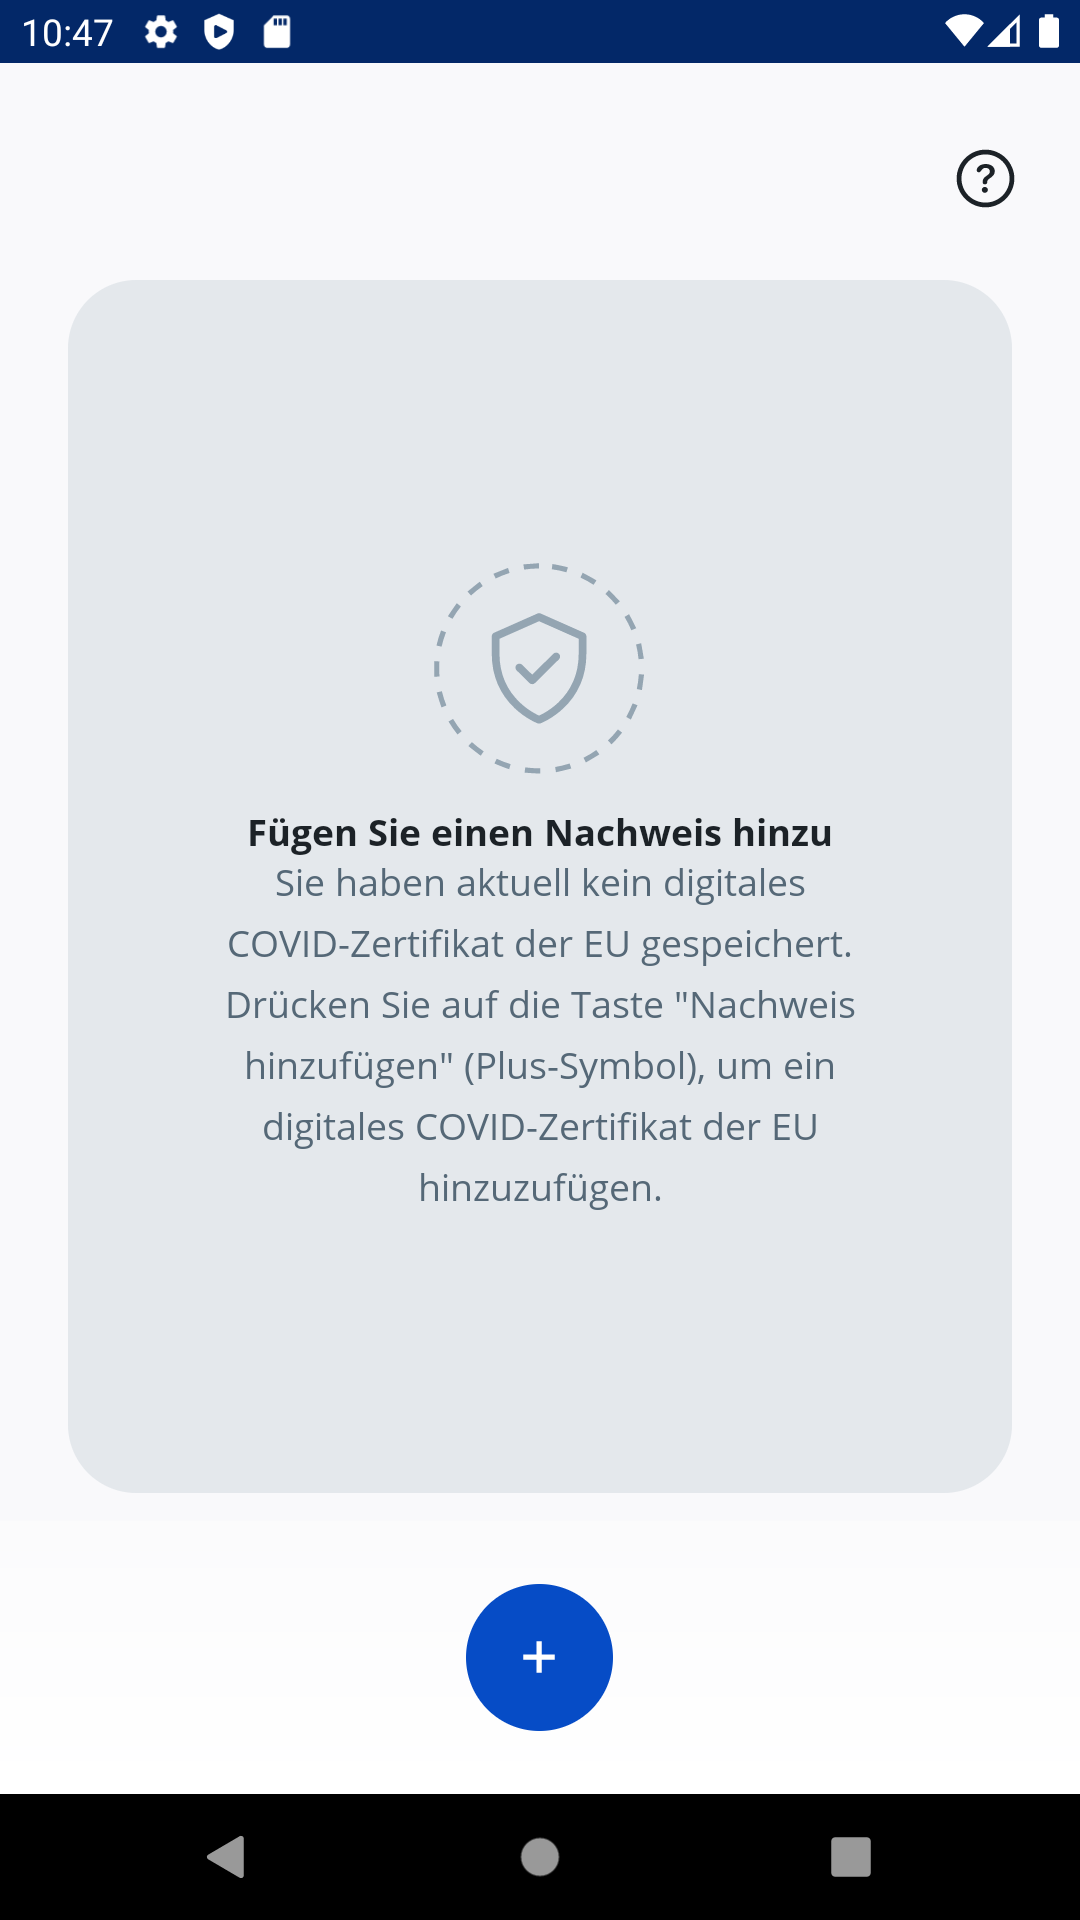 10:47
?
Fügen Sie einen Nachweis hinzu
Sie haben aktuell kein digitales
COVID-Zertifikat der EU gespeichert.
Drücken Sie auf die Taste "Nachweis
hinzufügen" (Plus-Symbol), um ein
digitales COVID-Zertifikat der EU
hinzuzufügen.
+